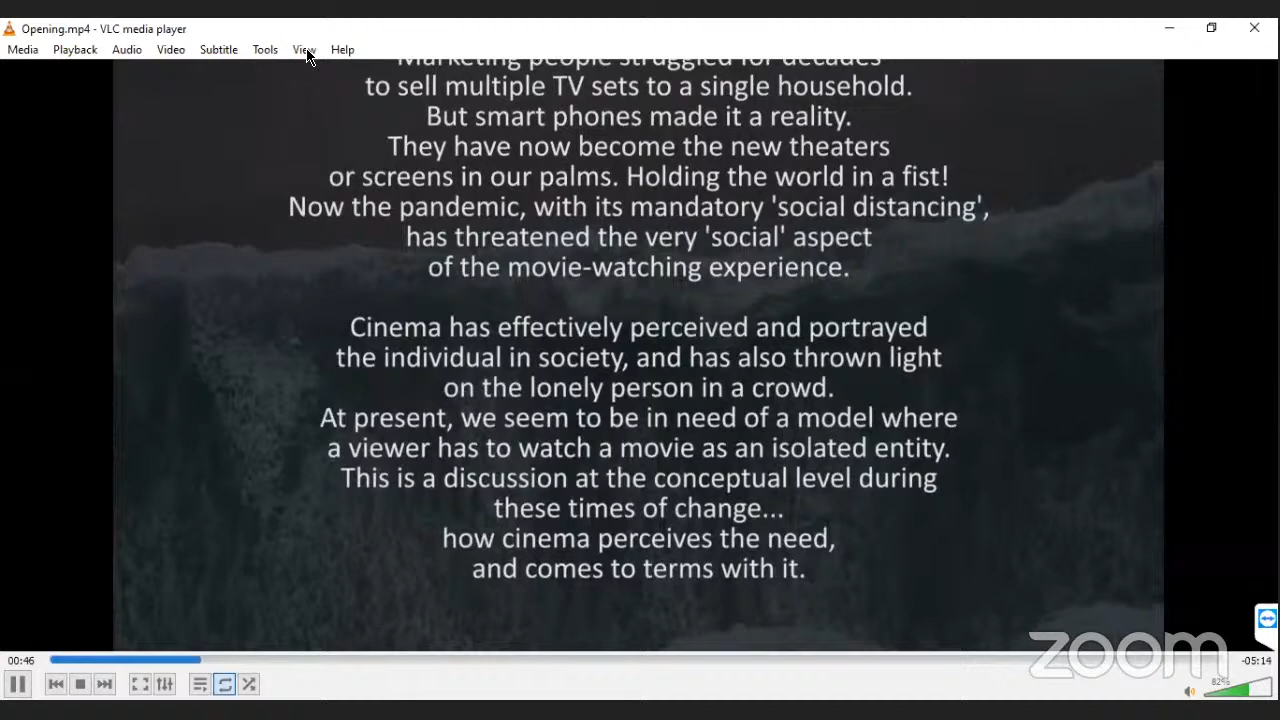 Opening.mp4 - VLC media player
Media Playback Audio Video Subtitle Tools View Help
Marketing people struggled for decades
to sell multiple TV sets to a single household.
But smart phones made it a reality.
They have now become the new theaters
or screens in our palms. Holding the world in a fist!
Now the pandemic, with its mandatory 'social distancing',
has threatened the very 'social' aspect
of the movie-watching experience.
Cinema has effectively perceived and portrayed
the individual in society, and has also thrown light
on the lonely person in a crowd.
At present, we seem to be in need of a model where
a viewer has to watch a movie as an isolated entity.
This is a discussion at the conceptual level during
these times of change...
how cinema perceives the need,
and comes to terms with it.
zoom
00:46 -05:14
82%